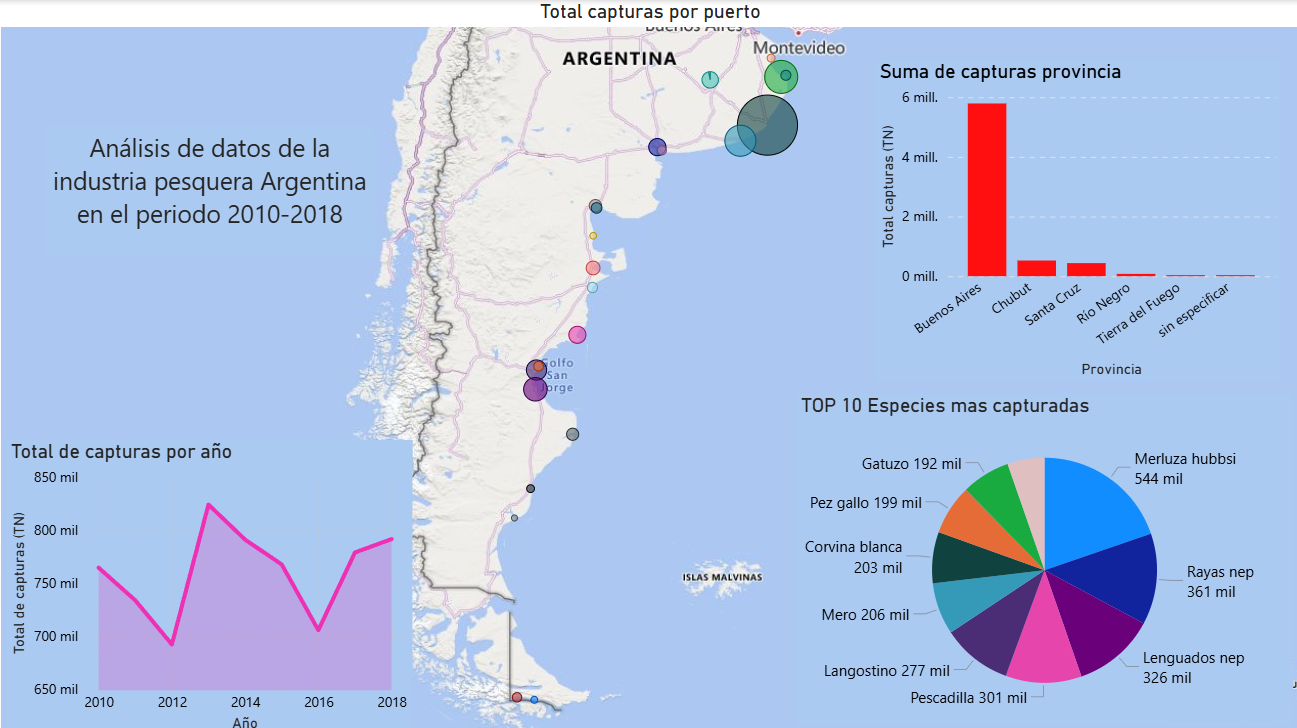 Total capturas por puerto
Buenos Aires
Montevideo
ARGENTINA
Análisis de datos de la
industria pesquera Argentina
en el periodo 2010-2018
Golfo
San
Jorge
ISLAS MALVINAS
Suma de capturas provincia
Total capturas (TN)
6 mill.
4 mill.
2 mill.
0 mill.
Buenos Aires
Chubut
Santa Cruz
Río Negro
Tierra del Fuego
sin especificar
Provincia
Total de capturas por año
Total de capturas (TN)
850 mil
800 mil
750 mil
700 mil
650 mil
2010
2012
2014
2016
2018
Año
TOP 10 Especies mas capturadas
Merluza hubbsi
544 mil
Rayas nep
361 mil
Lenguados nep
326 mil
Pescadilla 301 mil
Langostino 277 mil
Mero 206 mil
Corvina blanca
203 mil
Pez gallo 199 mil
Gatuzo 192 mil